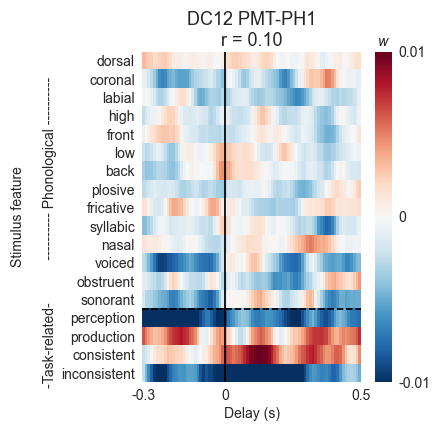 DC12 PMT-PH1
r = 0.10
w
dorsal
coronal
labial
high
front
low
back
plosive
fricative
syllabic
nasal
voiced
obstruent
sonorant
perception
production
consistent
inconsistent
Stimulus feature
-Task-related- ---------- Phonological ----------
0.01
0
-0.01
-0.3 0 0.5
Delay (s)